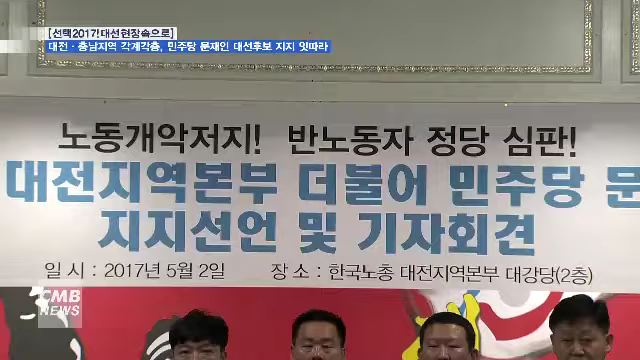 [선택2017!대선현장속으로]
대전·충남지역 각계각층, 민주당 문재인 대선후보 지지 잇따라
노동개악저지! 반노동자 정당 심판!
대전지역본부 더불어 민주당 문
지지선언 및 기자회견
일 시 : 2017년 5월 2일 장 소 : 한국노총 대전지역본부 대강당(2층)
CMB
NEWS